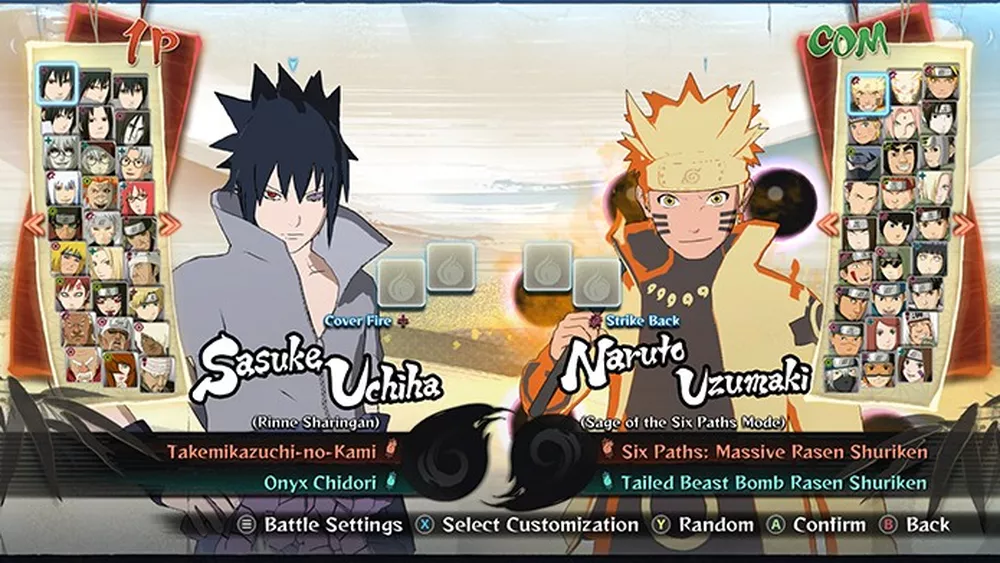 1P
COM
Cover Fire
Strike Back
Sasuke Uchiha
Naruto Uzumaki
(Rinne Sharingan)
(Sage of the Six Paths Mode)
Takemikazuchi-no-Kami
Six Paths: Massive Rasen Shuriken
Onyx Chidori
Tailed Beast Bomb Rasen Shuriken
Battle Settings X Select Customization Y Random A Confirm B Back